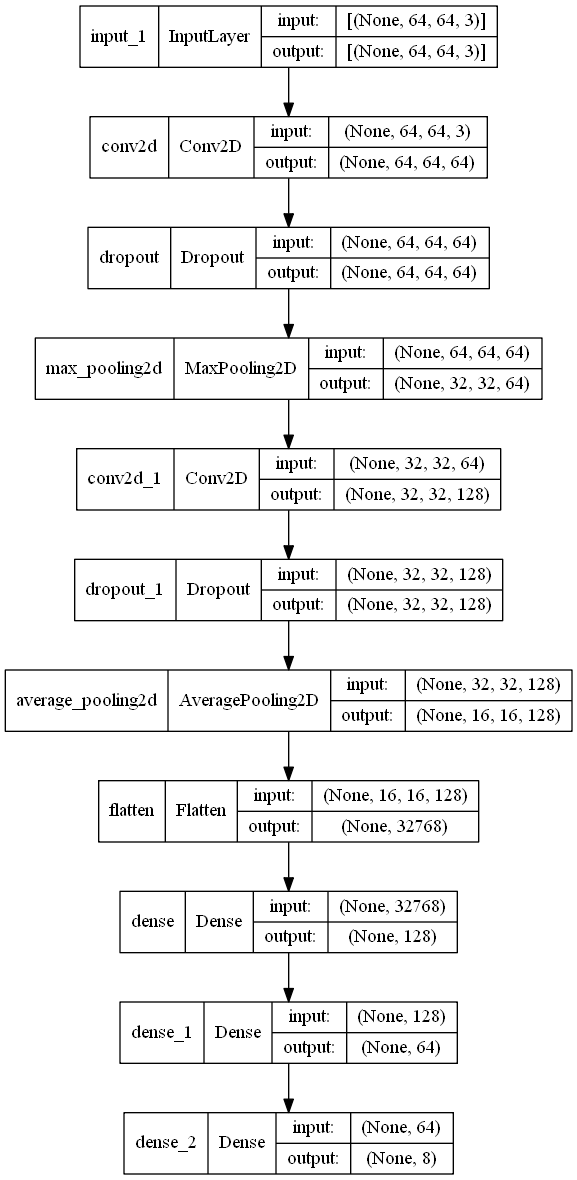 input_1 InputLayer input: [(None, 64, 64, 3)]
output: [(None, 64, 64, 3)]
conv2d Conv2D input: (None, 64, 64, 3)
output: (None, 64, 64, 64)
dropout Dropout input: (None, 64, 64, 64)
output: (None, 64, 64, 64)
max_pooling2d MaxPooling2D input: (None, 64, 64, 64)
output: (None, 32, 32, 64)
conv2d_1 Conv2D input: (None, 32, 32, 64)
output: (None, 32, 32, 128)
dropout_1 Dropout input: (None, 32, 32, 128)
output: (None, 32, 32, 128)
average_pooling2d AveragePooling2D input: (None, 32, 32, 128)
output: (None, 16, 16, 128)
flatten Flatten input: (None, 16, 16, 128)
output: (None, 32768)
dense Dense input: (None, 32768)
output: (None, 128)
dense_1 Dense input: (None, 128)
output: (None, 64)
dense_2 Dense input: (None, 64)
output: (None, 8)